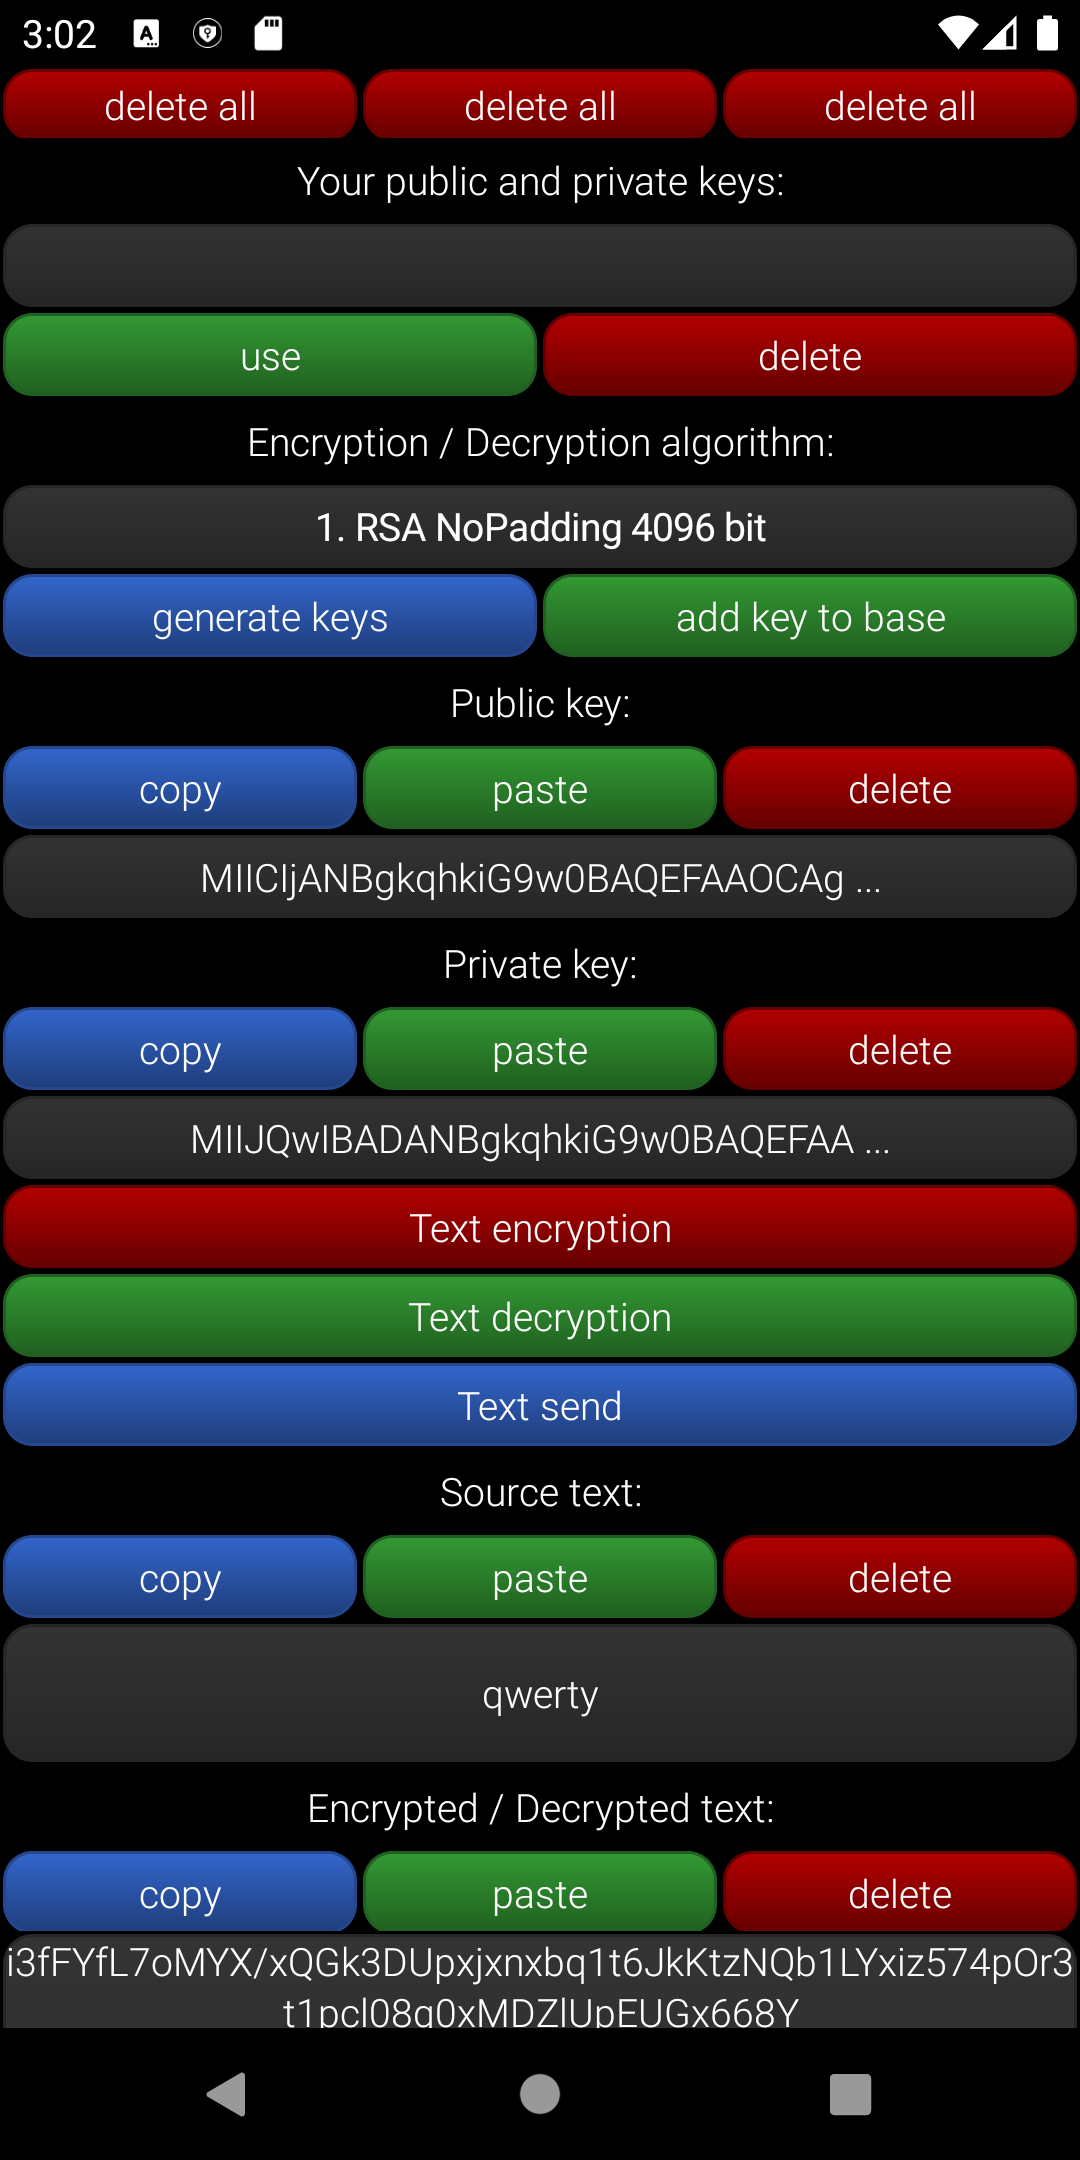 3:02
delete all delete all delete all
Your public and private keys:
use delete
Encryption / Decryption algorithm:
1. RSA NoPadding 4096 bit
generate keys add key to base
Public key:
copy paste delete
MIICIjANBgkqhkiG9w0BAQEFAAOCAg ...
Private key:
copy paste delete
MIIJQwIBADANBgkqhkiG9w0BAQEFAA ...
Text encryption
Text decryption
Text send
Source text:
copy paste delete
qwerty
Encrypted / Decrypted text:
copy paste delete
i3fFYfL7oMYX/xQGk3DUpxjxnxbq1t6JkKtzNQb1LYxiz574pOr3